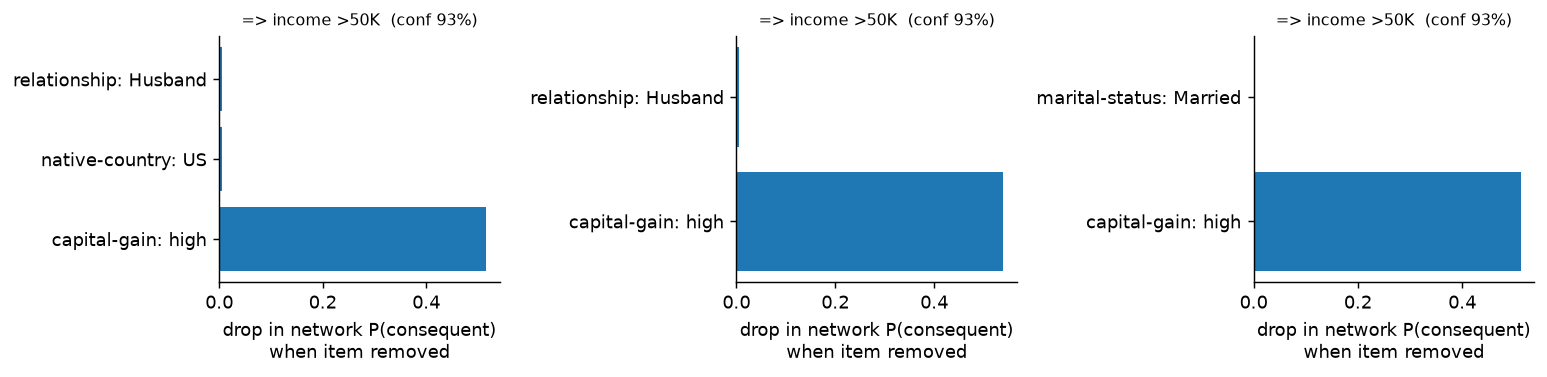 => income >50K  (conf 93%)
relationship: Husband
native-country: US
capital-gain: high
0.0 0.2 0.4
drop in network P(consequent)
when item removed
=> income >50K  (conf 93%)
relationship: Husband
capital-gain: high
0.0 0.2 0.4
drop in network P(consequent)
when item removed
=> income >50K  (conf 93%)
marital-status: Married
capital-gain: high
0.0 0.2 0.4
drop in network P(consequent)
when item removed